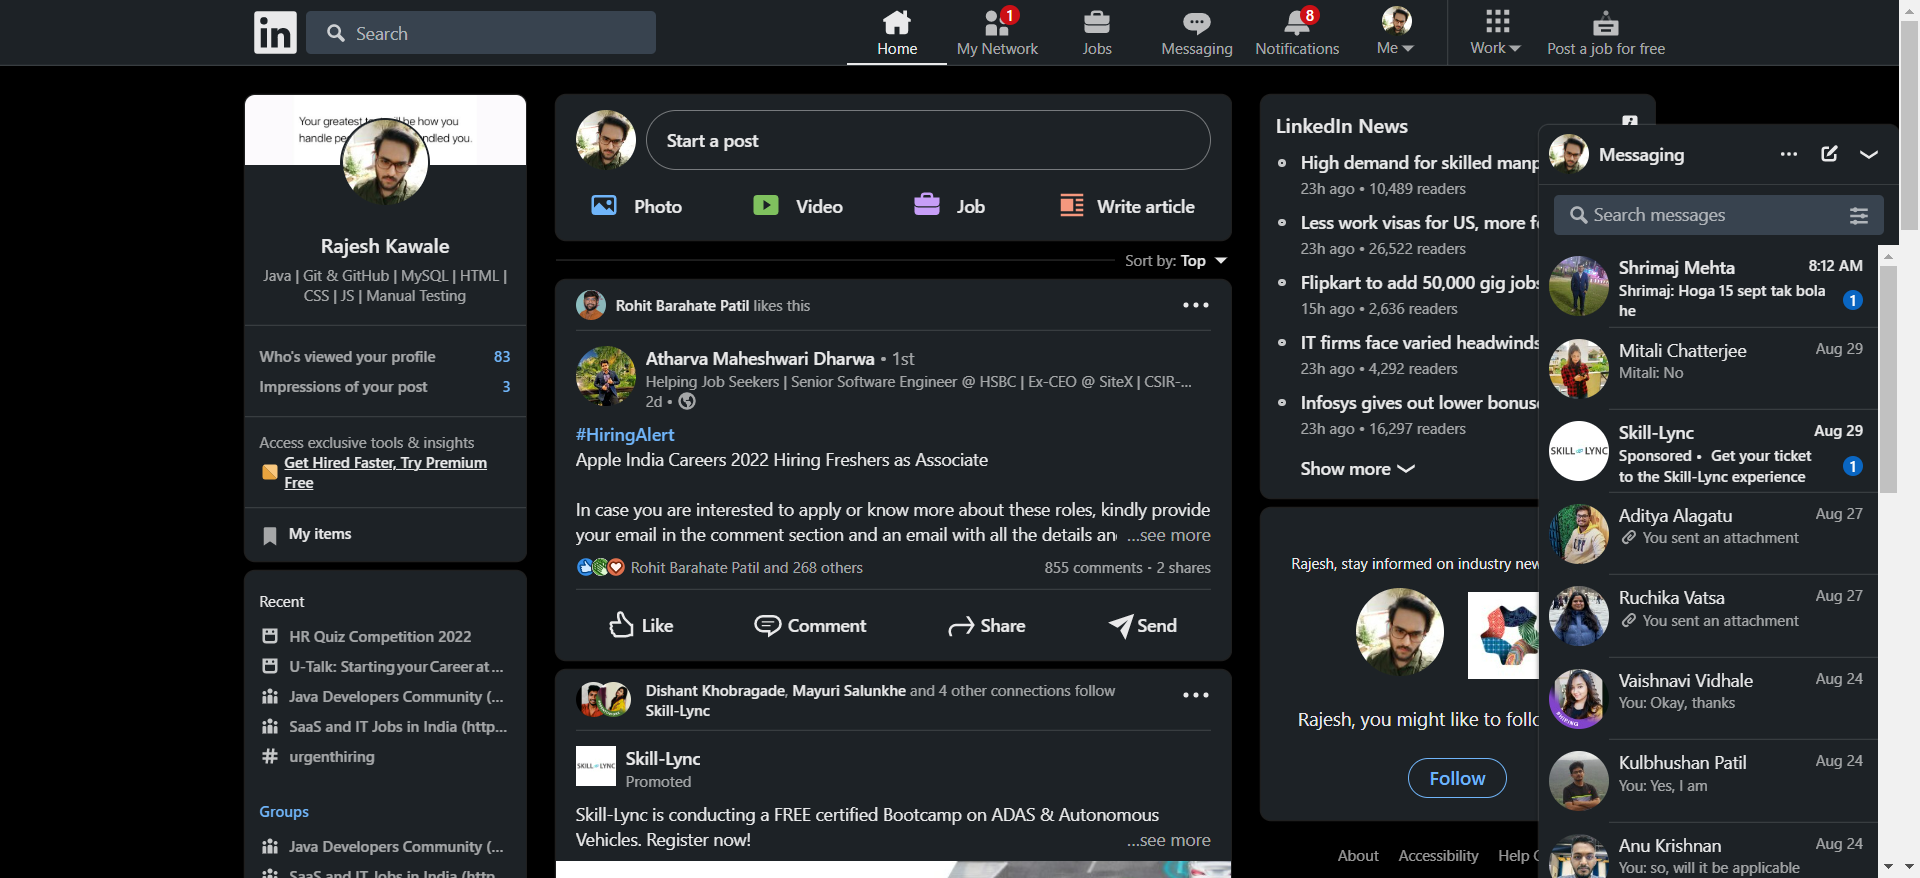 in
Search
Home
1
My Network
Jobs
Messaging
8
Notifications
Me
Work
Post a job for free
Your greatest
be how you
handle
ndled you.
Rajesh Kawale
Java | Git & GitHub | MySQL | HTML |
CSS | JS | Manual Testing
Who's viewed your profile 83
Impressions of your post 3
Access exclusive tools & insights
Get Hired Faster, Try Premium
Free
My items
Recent
HR Quiz Competition 2022
U-Talk: Starting your Career at ...
Java Developers Community (...
SaaS and IT Jobs in India (http...
# urgenthiring
Groups
Java Developers Community (...
SaaS and IT Jobs in India (http...
Start a post
Photo
Video
Job
Write article
Sort by: Top
Rohit Barahate Patil likes this
Atharva Maheshwari Dharwa • 1st
Helping Job Seekers | Senior Software Engineer @ HSBC | Ex-CEO @ SiteX | CSIR-...
2d •
#HiringAlert
Apple India Careers 2022 Hiring Freshers as Associate
In case you are interested to apply or know more about these roles, kindly provide
your email in the comment section and an email with all the details an ...see more
Rohit Barahate Patil and 268 others
855 comments • 2 shares
Like
Comment
Share
Send
Dishant Khobragade, Mayuri Salunkhe and 4 other connections follow
Skill-Lync
SKILL LYNC
Skill-Lync
Promoted
Skill-Lync is conducting a FREE certified Bootcamp on ADAS & Autonomous
Vehicles. Register now! ...see more
LinkedIn News
High demand for skilled manp
23h ago • 10,489 readers
Less work visas for US, more f
23h ago • 26,522 readers
Flipkart to add 50,000 gig jobs
15h ago • 2,636 readers
IT firms face varied headwinds
23h ago • 4,292 readers
Infosys gives out lower bonus
23h ago • 16,297 readers
Show more
Rajesh, stay informed on industry new
Rajesh, you might like to follo
Follow
About
Accessibility
Help
Messaging
Search messages
Shrimaj Mehta 8:12 AM
Shrimaj: Hoga 15 sept tak bola
he
1
Mitali Chatterjee Aug 29
Mitali: No
SKILL LYNC
Skill-Lync Aug 29
Sponsored • Get your ticket
to the Skill-Lync experience
1
Aditya Alagatu Aug 27
You sent an attachment
Ruchika Vatsa Aug 27
You sent an attachment
#HIRING
Vaishnavi Vidhale Aug 24
You: Okay, thanks
Kulbhushan Patil Aug 24
You: Yes, I am
Anu Krishnan Aug 24
You: so, will it be applicable